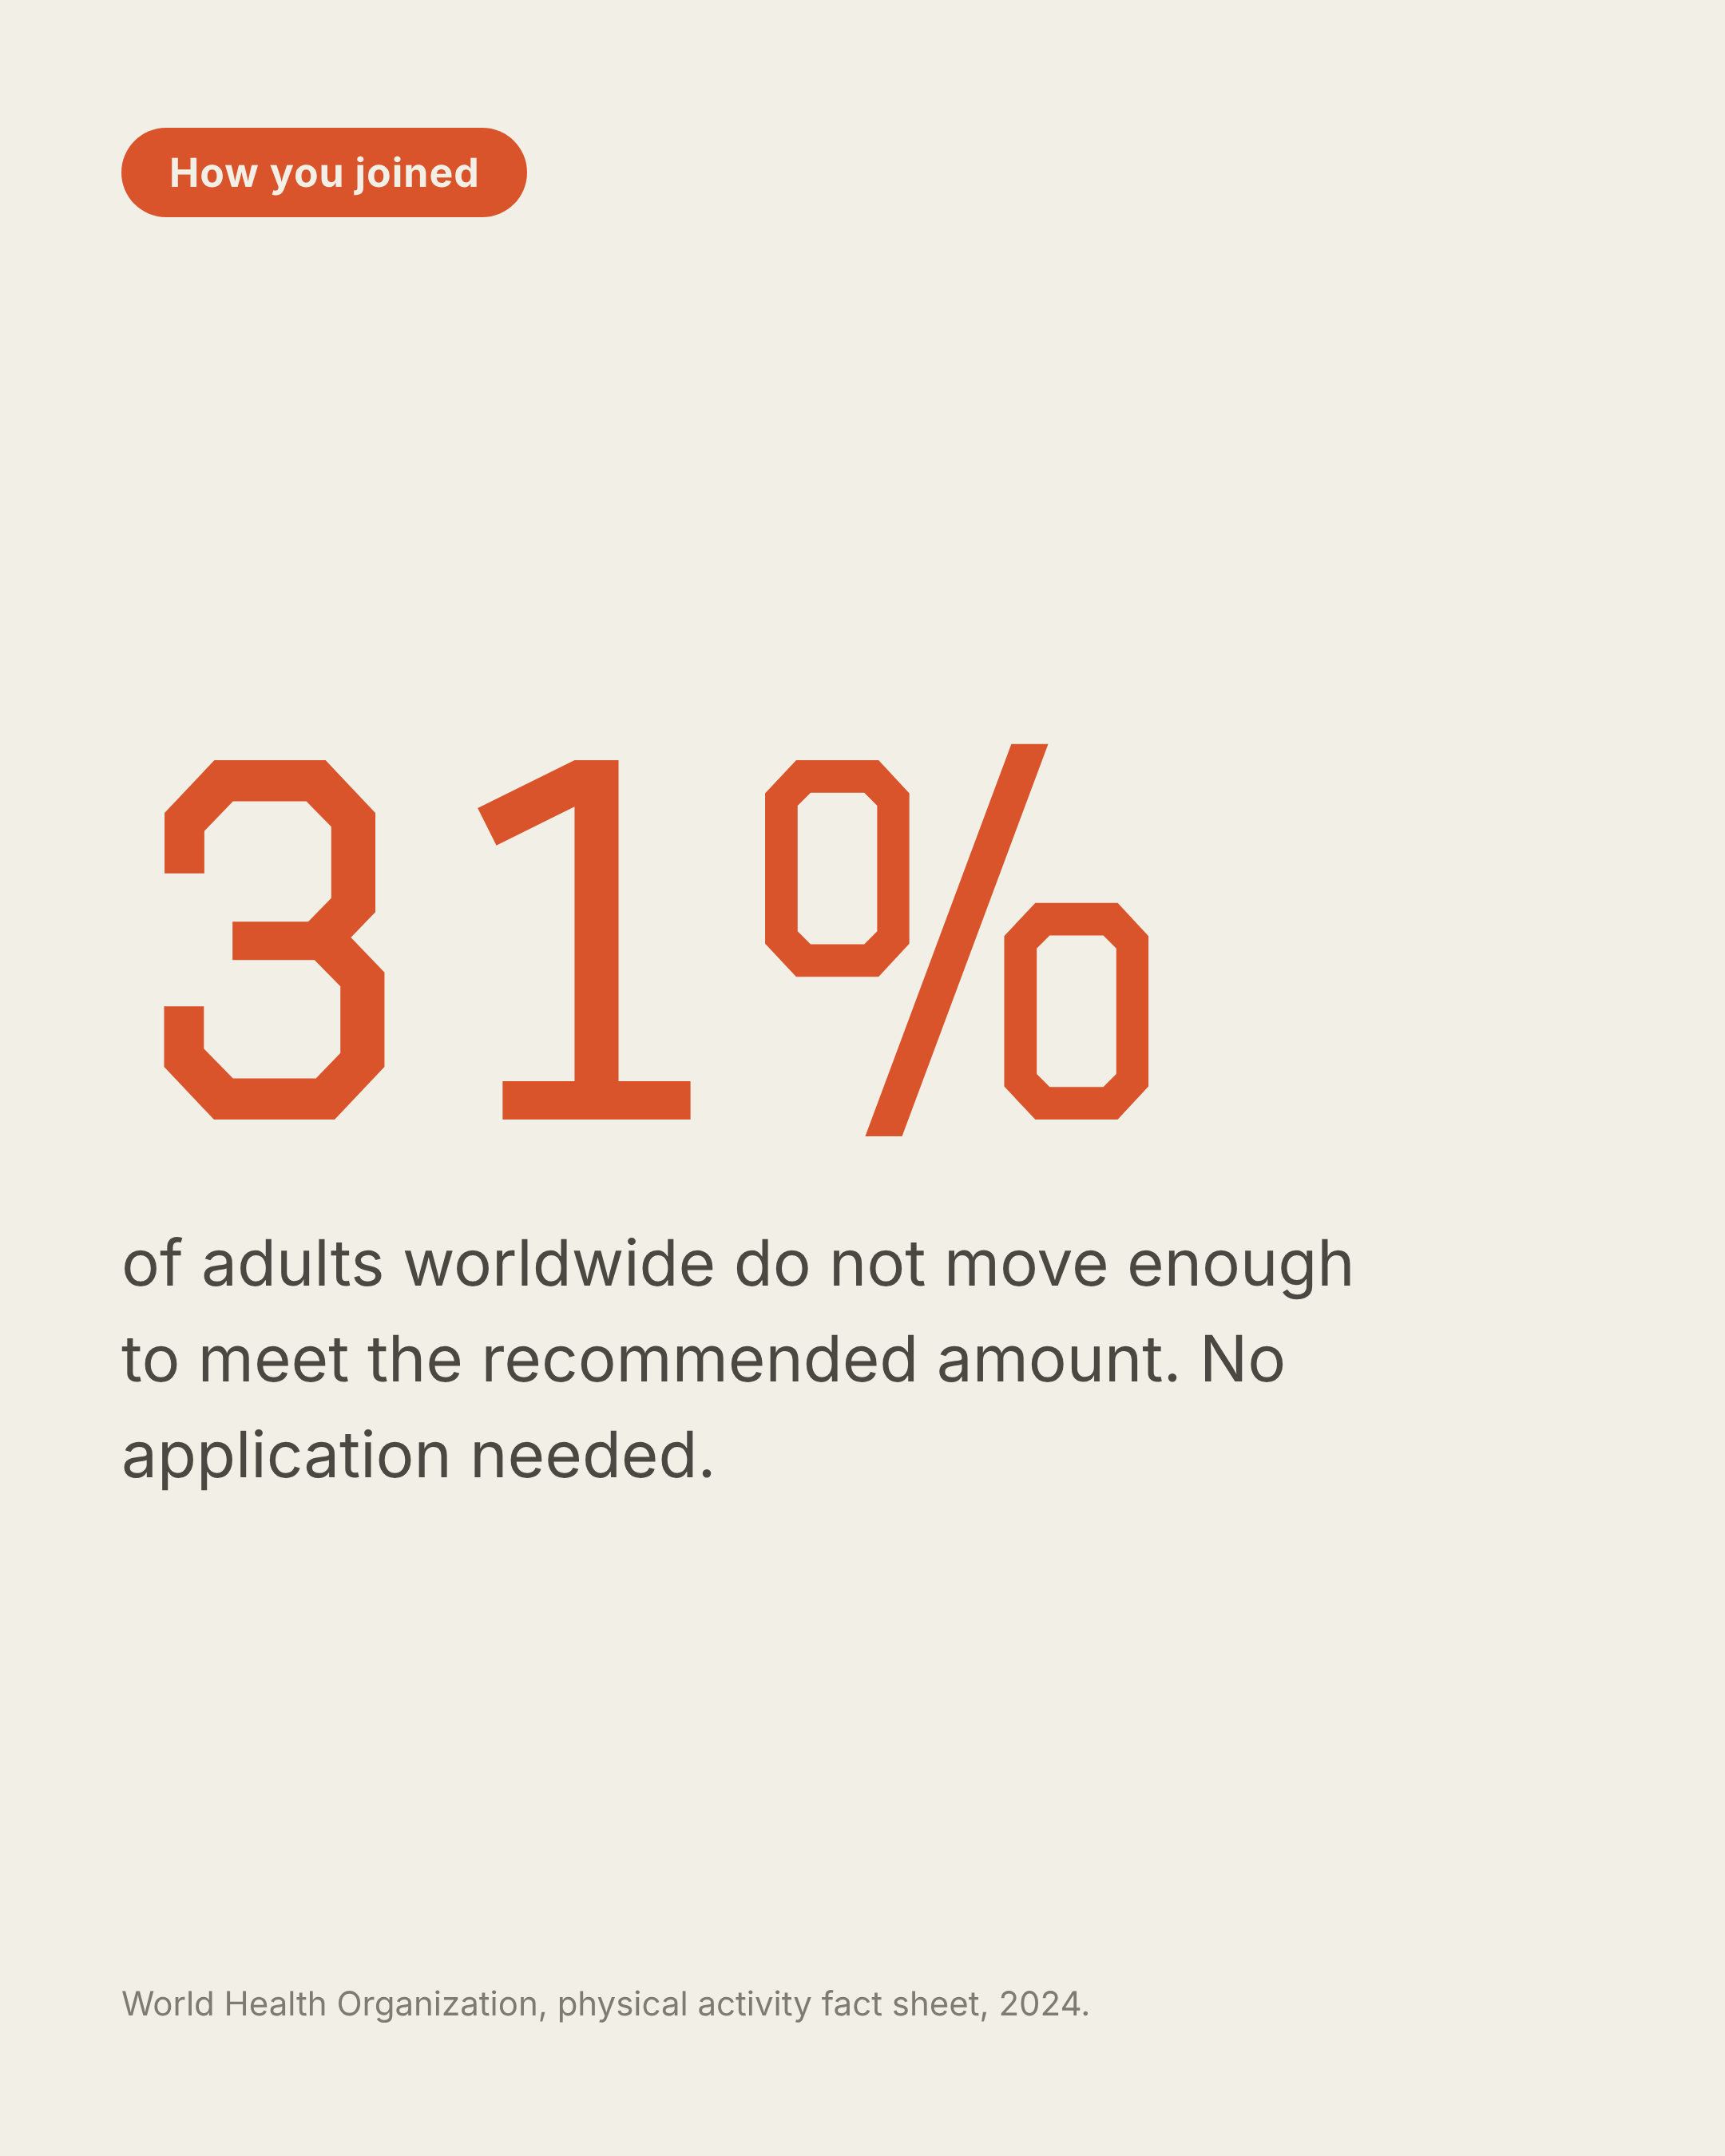 How you joined
31%
of adults worldwide do not move enough
to meet the recommended amount. No
application needed.
World Health Organization, physical activity fact sheet, 2024.